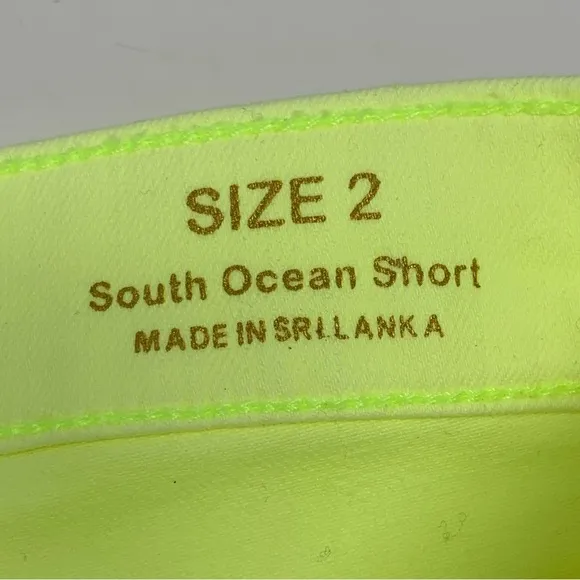 SIZE 2
South Ocean Short
MADE IN SRI LANKA